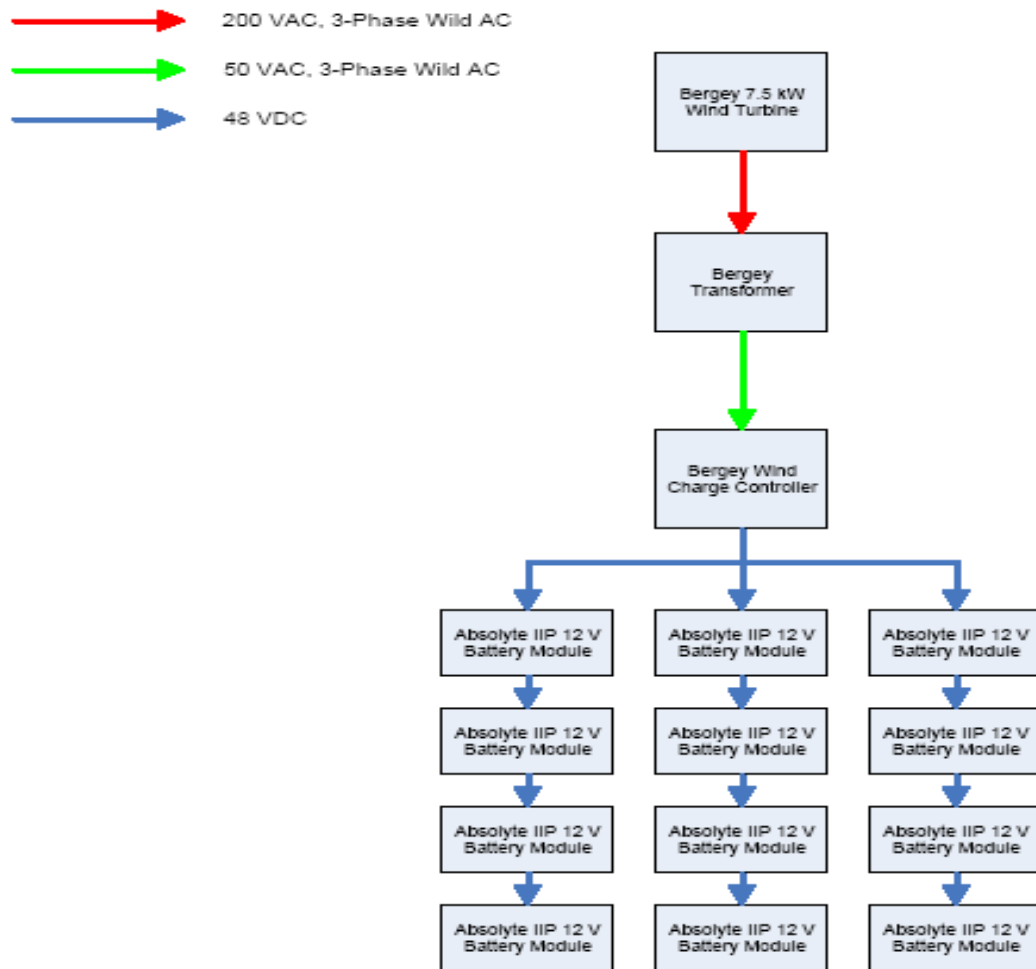 200 VAC, 3-Phase Wild AC
50 VAC, 3-Phase Wild AC
48 VDC
Bergey 7.5 kW
Wind Turbine
Bergey
Transformer
Bergey Wind
Charge Controller
Absolyte IIP 12 V
Battery Module
Absolyte IIP 12 V
Battery Module
Absolyte IIP 12 V
Battery Module
Absolyte IIP 12 V
Battery Module
Absolyte IIP 12 V
Battery Module
Absolyte IIP 12 V
Battery Module
Absolyte IIP 12 V
Battery Module
Absolyte IIP 12 V
Battery Module
Absolyte IIP 12 V
Battery Module
Absolyte IIP 12 V
Battery Module
Absolyte IIP 12 V
Battery Module
Absolyte IIP 12 V
Battery Module